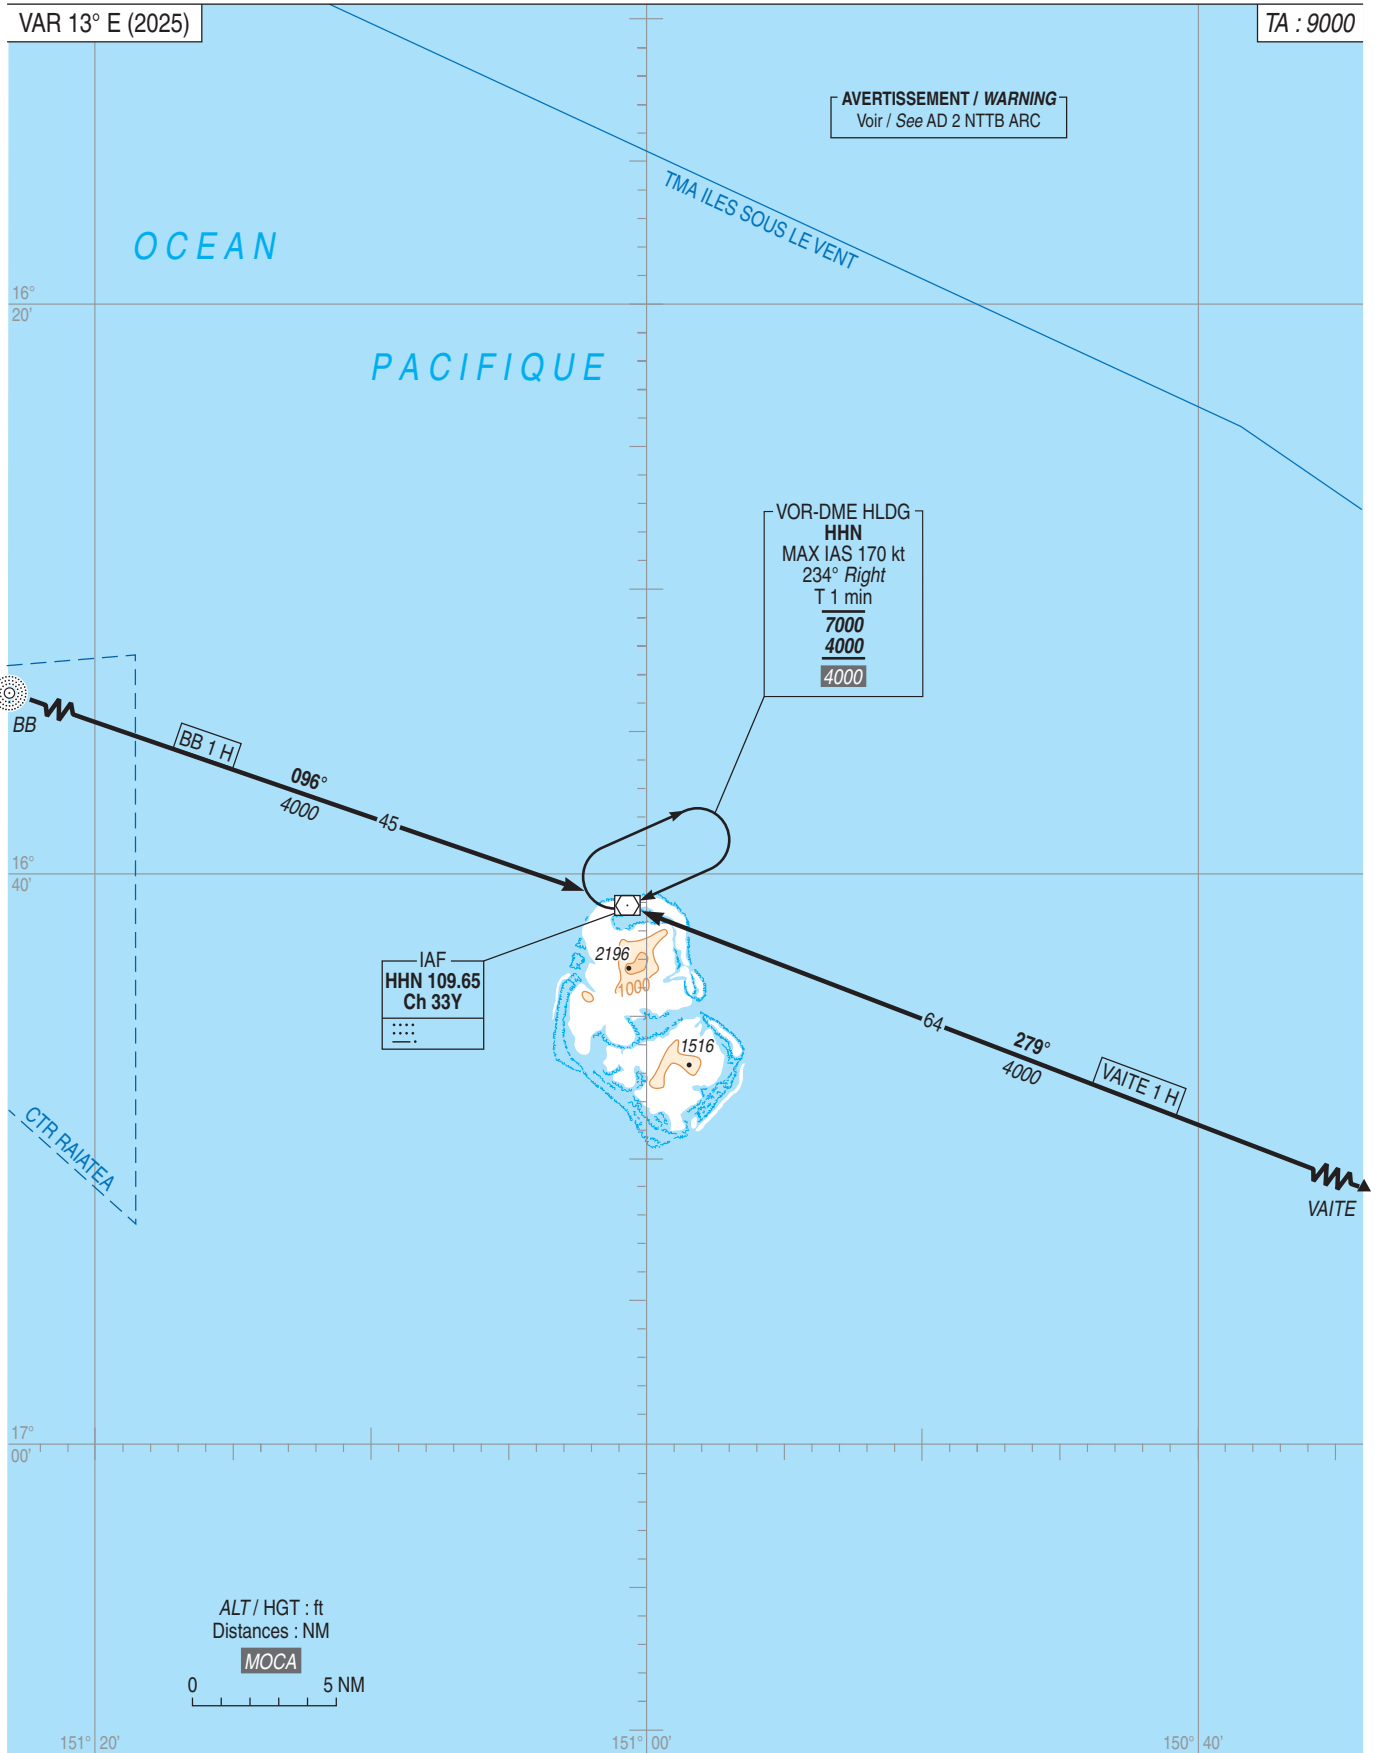 VAR 13° E (2025)
TA : 9000
AVERTISSEMENT / WARNING
Voir / See AD 2 NTTB ARC
TMA ILES SOUS LE VENT
OCEAN
16°
20'
PACIFIQUE
VOR-DME HLDG
HHN
MAX IAS 170 kt
234° Right
T 1 min
7000
4000
4000
BB
BB 1 H
096°
4000
45
16°
40'
IAF
HHN 109.65
Ch 33Y
2196
1000
1516
64
279°
4000
VAITE 1 H
VAITE
CTR RAIATEA
17°
00'
ALT / HGT : ft
Distances : NM
MOCA
0 5 NM
151° 20'
151° 00'
150° 40'